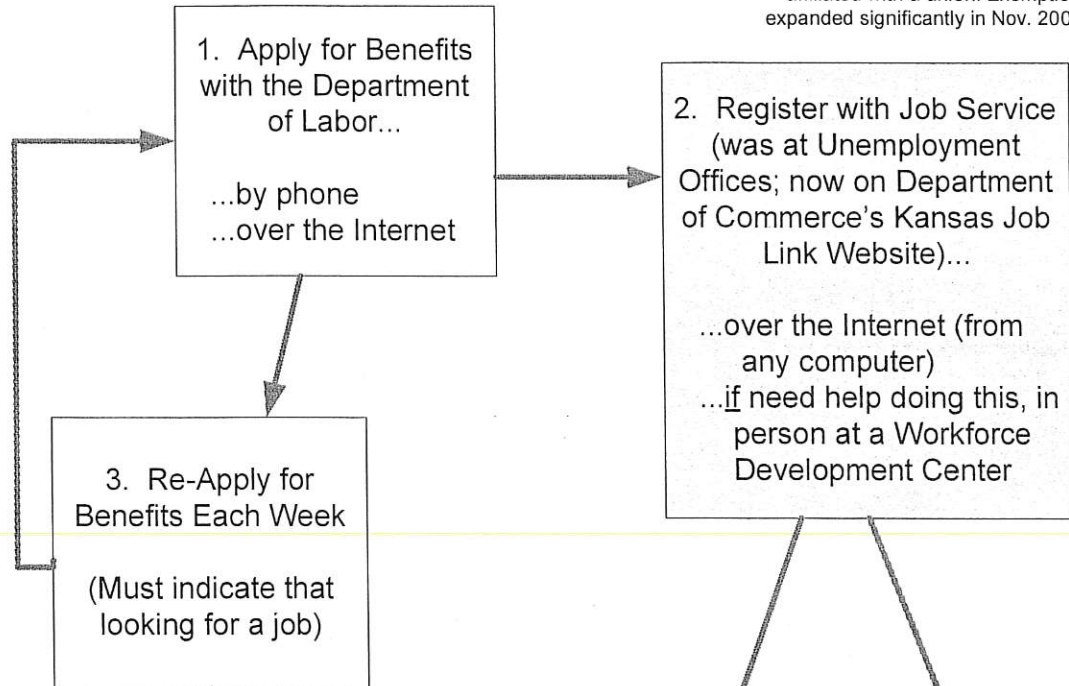 expanded significantly in Nov. 200
1. Apply for Benefits
with the Department
of Labor...
...by phone
...over the Internet
2. Register with Job Service
(was at Unemployment
Offices; now on Department
of Commerce's Kansas Job
Link Website)...
...over the Internet (from
any computer)
...if need help doing this, in
person at a Workforce
Development Center
3. Re-Apply for
Benefits Each Week
(Must indicate that
looking for a job)